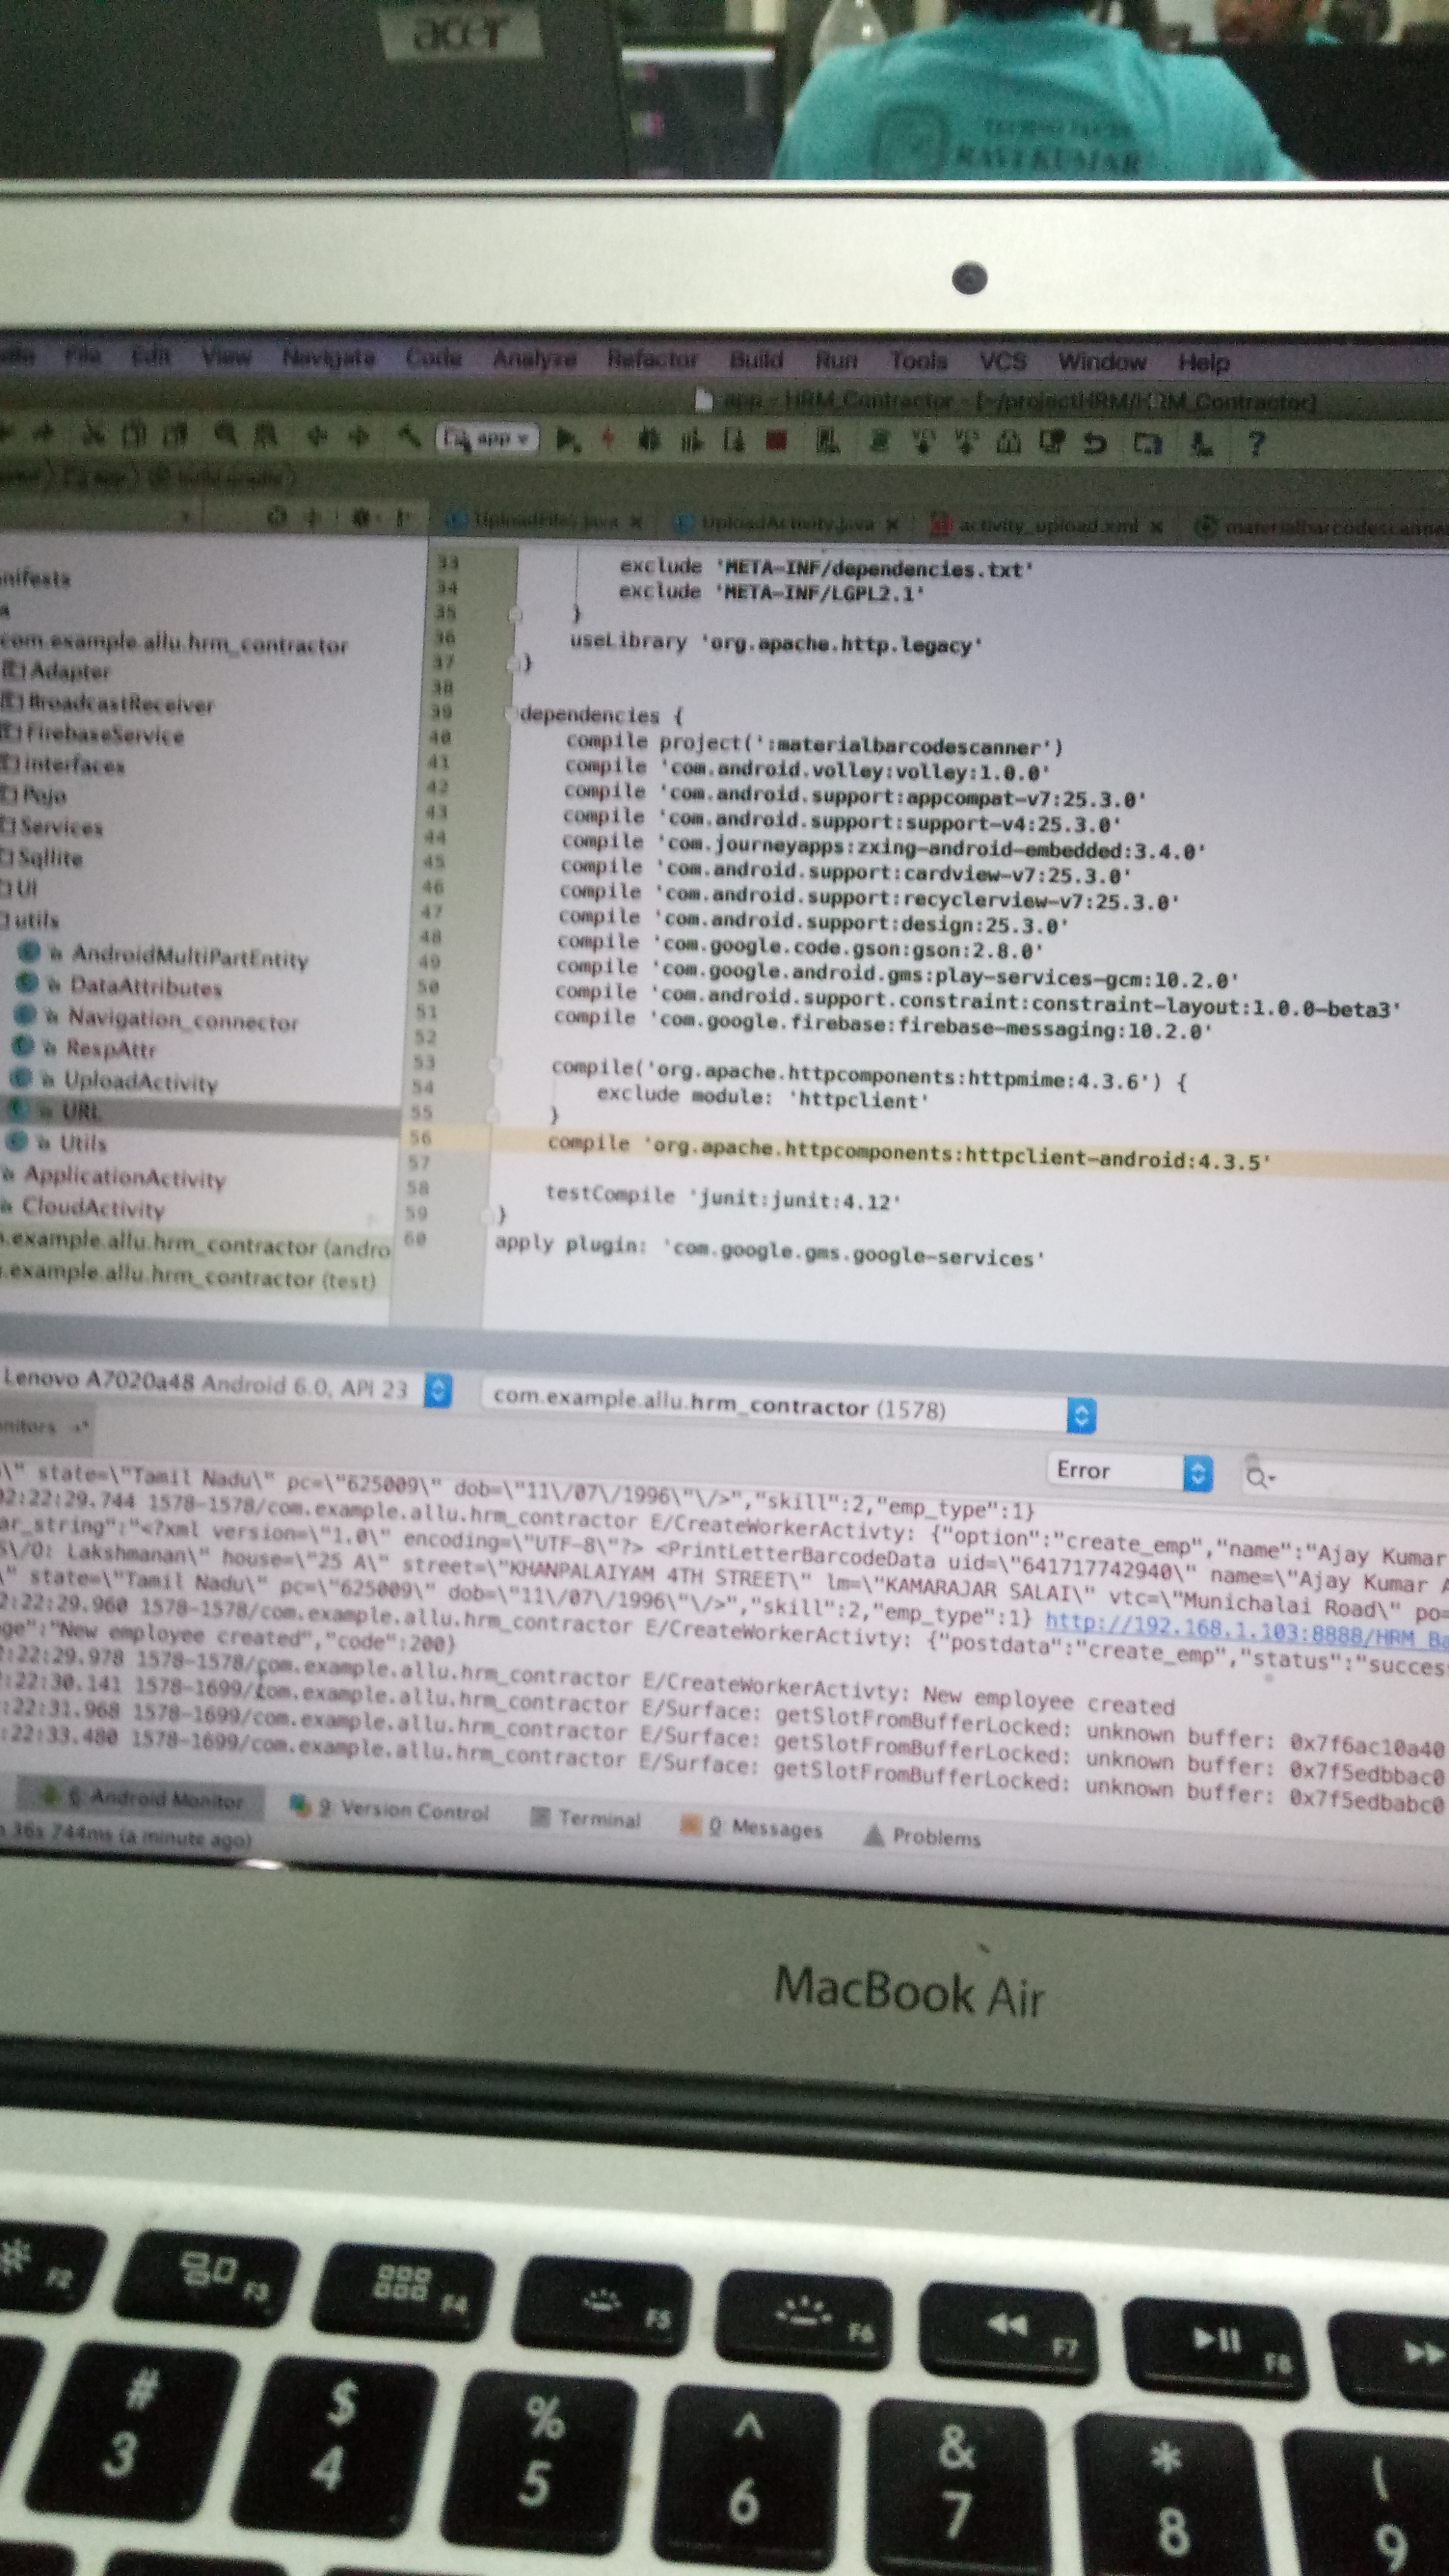 acer
RAVI KUMAR
File Edit View Navigate Code Analyze Refactor Build Run Tools VCS Window Help
app - HRM_Contractor - [~/projectHRM/HRM_Contractor]
app
UploadActivity.java activity_upload.xml materialbarcodescanner
nifests
com.example.allu.hrm_contractor
Adapter
BroadcastReceiver
FirebaseService
interfaces
Pojo
Services
Sqllite
UI
utils
AndroidMultiPartEntity
DataAttributes
Navigation_connector
RespAttr
UploadActivity
URL
Utils
ApplicationActivity
CloudActivity
.example.allu.hrm_contractor (andro
.example.allu.hrm_contractor (test)
33 exclude 'META-INF/dependencies.txt'
34 exclude 'META-INF/LGPL2.1'
35 }
36 useLibrary 'org.apache.http.legacy'
37 }
38
39 dependencies {
40 compile project(':materialbarcodescanner')
41 compile 'com.android.volley:volley:1.0.0'
42 compile 'com.android.support:appcompat-v7:25.3.0'
43 compile 'com.android.support:support-v4:25.3.0'
44 compile 'com.journeyapps:zxing-android-embedded:3.4.0'
45 compile 'com.android.support:cardview-v7:25.3.0'
46 compile 'com.android.support:recyclerview-v7:25.3.0'
47 compile 'com.android.support:design:25.3.0'
48 compile 'com.google.code.gson:gson:2.8.0'
49 compile 'com.google.android.gms:play-services-gcm:10.2.0'
50 compile 'com.android.support.constraint:constraint-layout:1.0.0-beta3'
51 compile 'com.google.firebase:firebase-messaging:10.2.0'
52
53 compile('org.apache.httpcomponents:httpmime:4.3.6') {
54 exclude module: 'httpclient'
55 }
56 compile 'org.apache.httpcomponents:httpclient-android:4.3.5'
57
58 testCompile 'junit:junit:4.12'
59 }
60 apply plugin: 'com.google.gms.google-services'
Lenovo A7020a48 Android 6.0, API 23 com.example.allu.hrm_contractor (1578)
nitors
Error
\" state=\"Tamil Nadu\" pc=\"625009\" dob=\"11\/07\/1996\"\/>","skill":2,"emp_type":1}
02:22:29.744 1578-1578/com.example.allu.hrm_contractor E/CreateWorkerActivty: {"option":"create_emp","name":"Ajay Kumar
ar_string":"<?xml version=\"1.0\" encoding=\"UTF-8\"?> <PrintLetterBarcodeData uid=\"641717742940\" name=\"Ajay Kumar A
S\/O: Lakshmanan\" house=\"25 A\" street=\"KHANPALAIYAM 4TH STREET\" lm=\"KAMARAJAR SALAI\" vtc=\"Munichalai Road\" po=
\" state=\"Tamil Nadu\" pc=\"625009\" dob=\"11\/07\/1996\"\/>","skill":2,"emp_type":1} http://192.168.1.103:8888/HRM_Ba
2:22:29.960 1578-1578/com.example.allu.hrm_contractor E/CreateWorkerActivty: {"postdata":"create_emp","status":"success
ge":"New employee created","code":200}
:22:29.978 1578-1578/com.example.allu.hrm_contractor E/CreateWorkerActivty: New employee created
:22:30.141 1578-1699/com.example.allu.hrm_contractor E/Surface: getSlotFromBufferLocked: unknown buffer: 0x7f6ac10a40
:22:31.968 1578-1699/com.example.allu.hrm_contractor E/Surface: getSlotFromBufferLocked: unknown buffer: 0x7f5edbbac0
:22:33.480 1578-1699/com.example.allu.hrm_contractor E/Surface: getSlotFromBufferLocked: unknown buffer: 0x7f5edbabc0
6: Android Monitor 9: Version Control Terminal 0: Messages Problems
36s 744ms (a minute ago)
MacBook Air
F2 F3 F4 F5 F6 F7 F8
# $ % ^ & * (
3 4 5 6 7 8 9